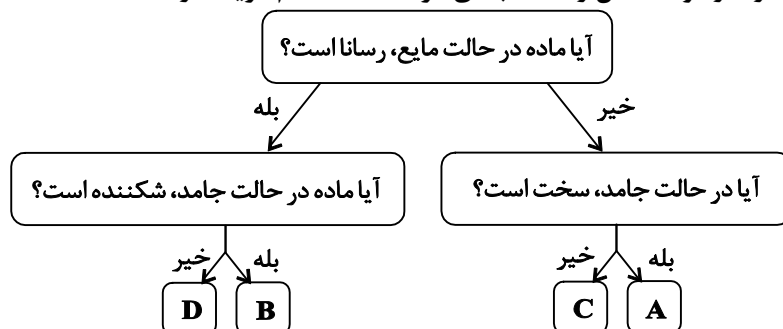 آیا ماده در حالت مایع، رسانا است؟
خیر
بله
آیا در حالت جامد، سخت است؟
آیا ماده در حالت جامد، شکننده است؟
بله
خیر
بله
خیر
A
C
B
D